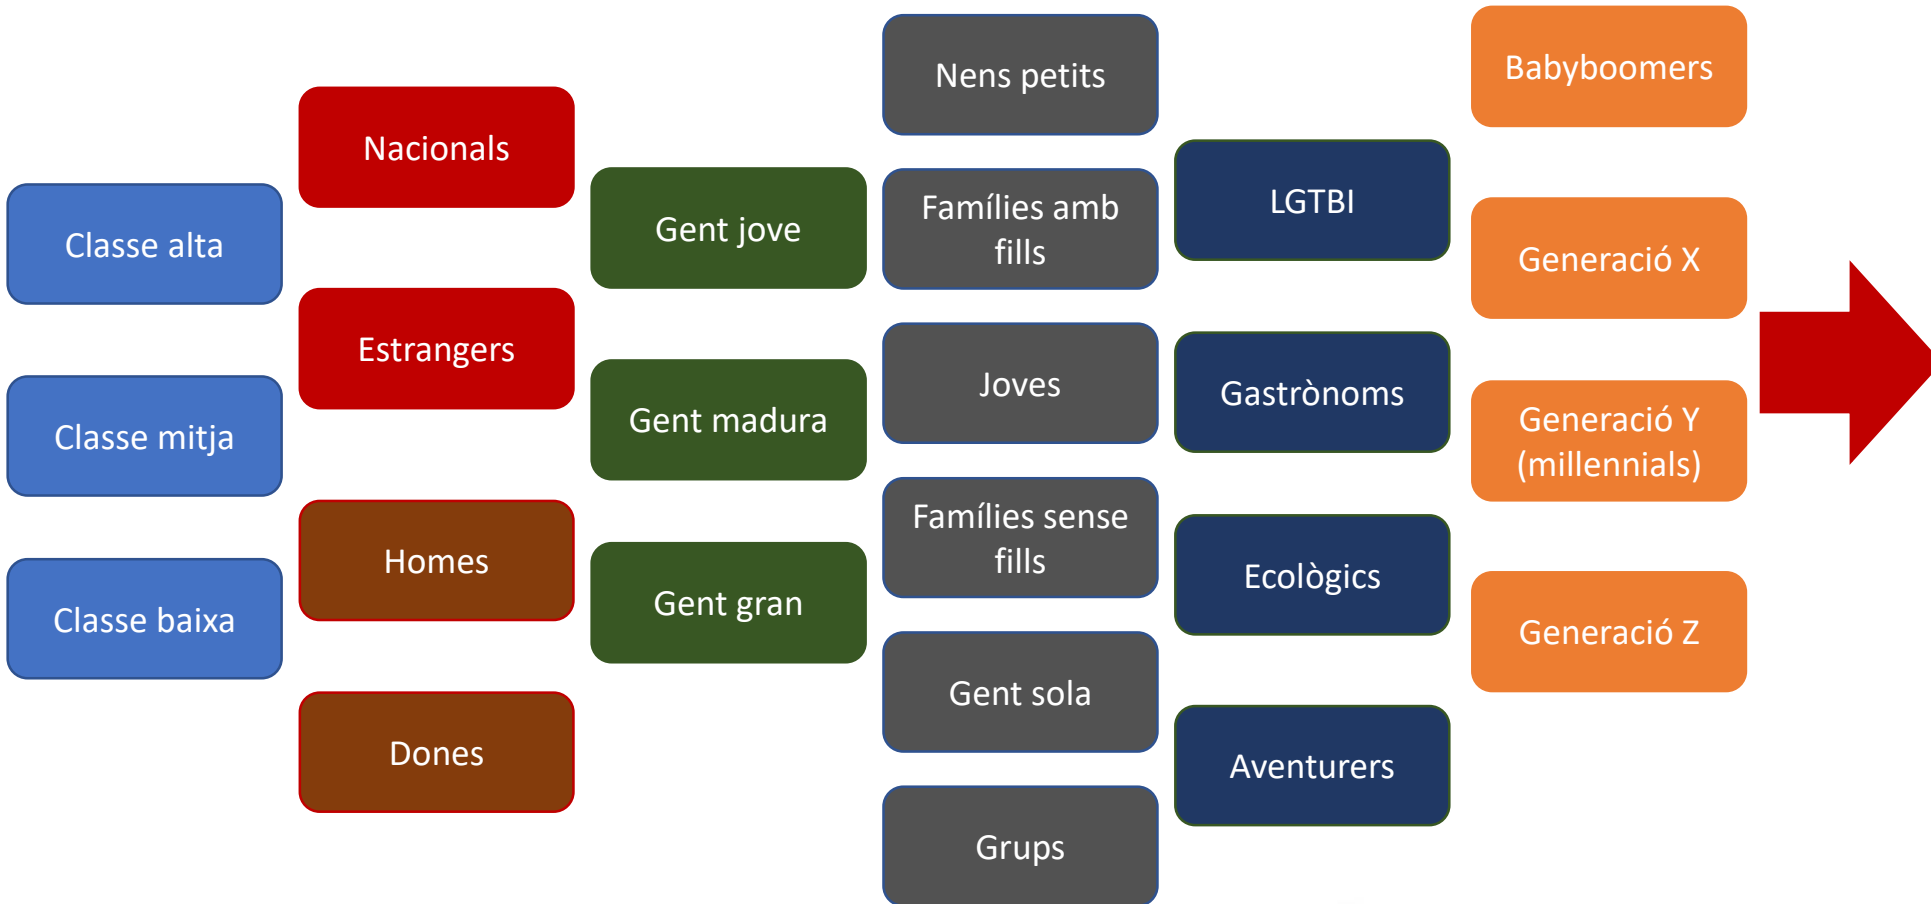 Classe alta
Classe mitja
Classe baixa
Nacionals
Estrangers
Homes
Dones
Gent jove
Gent madura
Gent gran
Nens petits
Famílies amb
fills
Joves
Famílies sense
fills
Gent sola
Grups
LGTBI
Gastrònoms
Ecològics
Aventurers
Babyboomers
Generació X
Generació Y
(millennials)
Generació Z